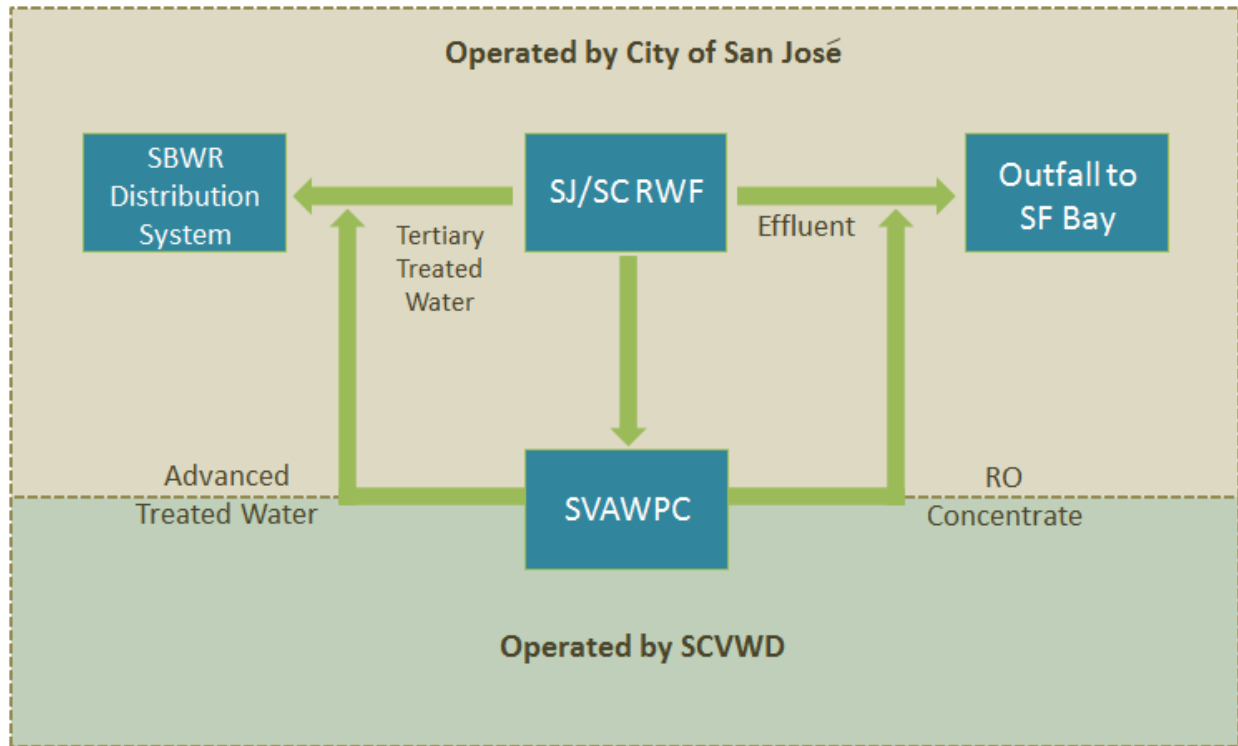 Operated by City of San José
SBWR
Distribution
System
SJ/SC RWF
Outfall to
SF Bay
Tertiary
Treated
Water
Effluent
Advanced
Treated Water
SVAWPC
RO
Concentrate
Operated by SCVWD